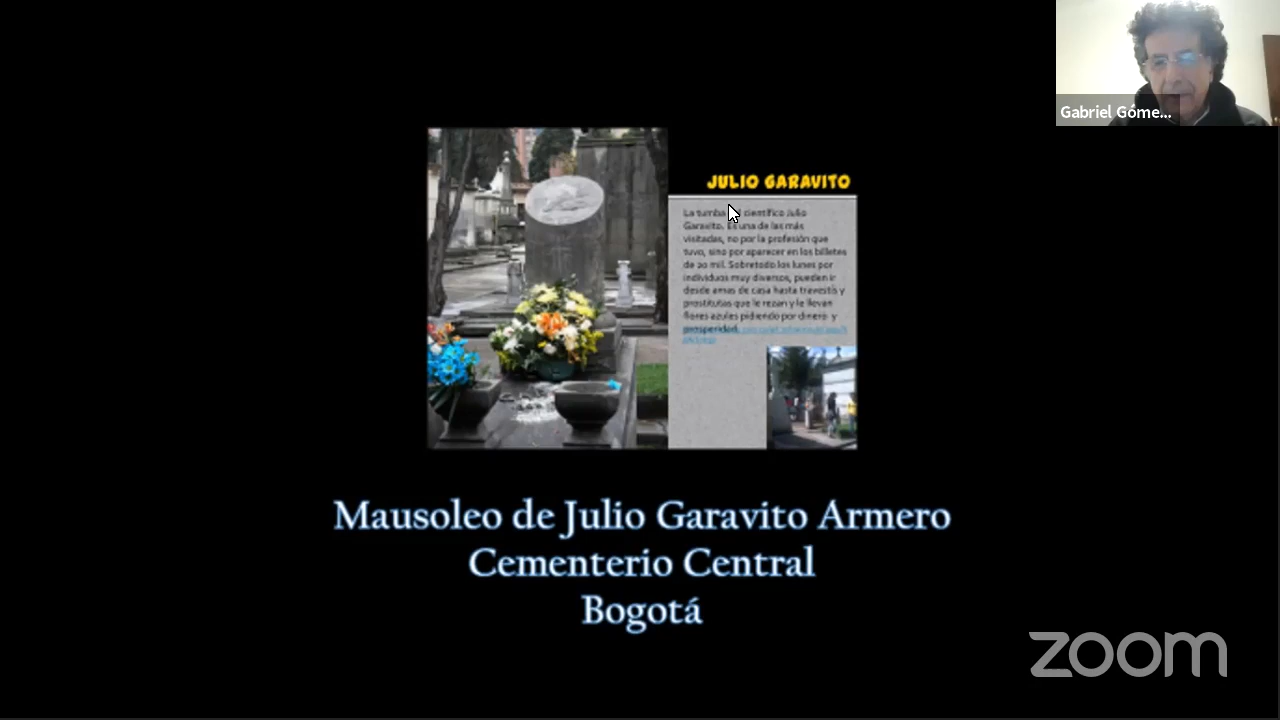 Gabriel Góme...
JULIO GARAVITO
La tumba científico Julio
Garavito. Es una de las más
visitadas, no por la profesión que
tuvo, sino por aparecer en los billetes
de 20 mil. Sobretodo los lunes por
individuos muy diversos, pueden ir
desde amas de casa hasta travestis y
prostitutas que le rezan y le llevan
flores azules pidiendo por dinero y
prosperidad.
Mausoleo de Julio Garavito Armero
Cementerio Central
Bogotá
zoom